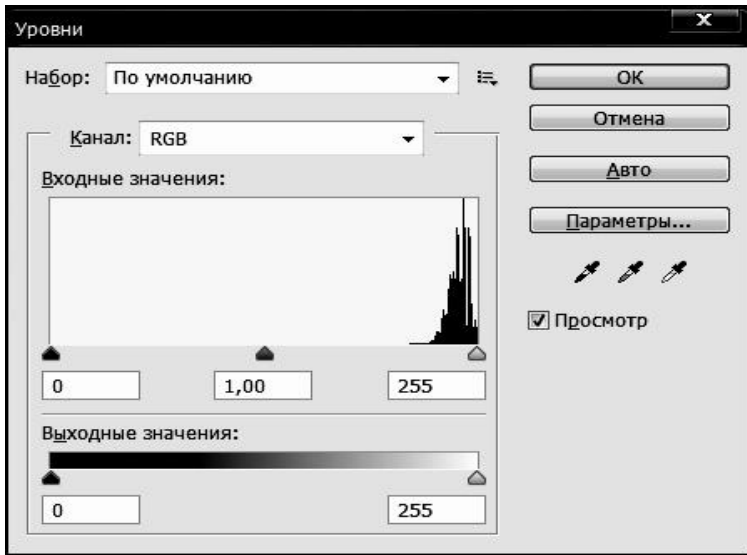 Уровни
x
Набор: По умолчанию
ОК
Отмена
Канал: RGB
Авто
Входные значения:
Параметры...
Просмотр
0 1,00 255
Выходные значения:
0 255